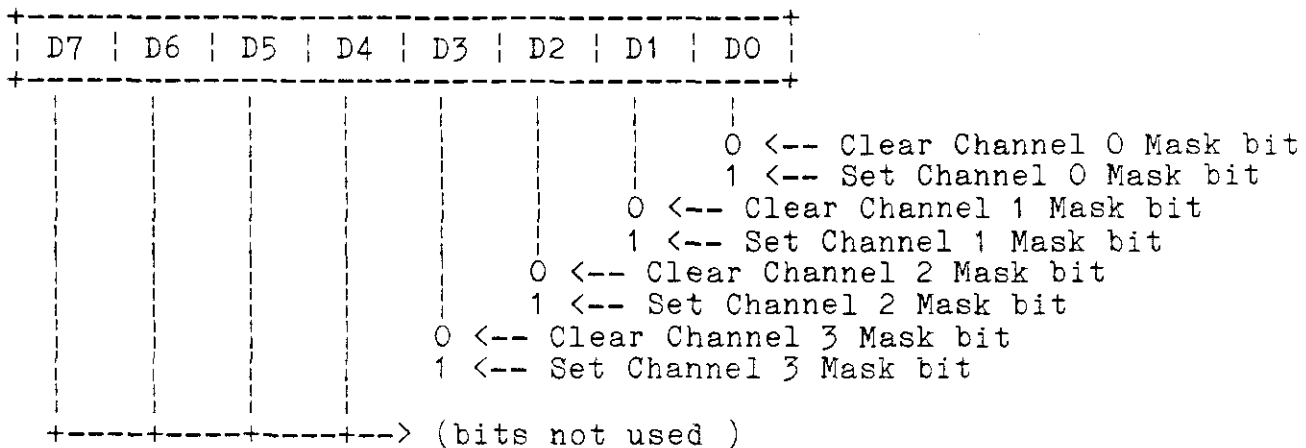 D7 | D6 | D5 | D4 | D3 | D2 | D1 | D0
0 <-- Clear Channel 0 Mask bit
1 <-- Set Channel 0 Mask bit
0 <-- Clear Channel 1 Mask bit
1 <-- Set Channel 1 Mask bit
0 <-- Clear Channel 2 Mask bit
1 <-- Set Channel 2 Mask bit
0 <-- Clear Channel 3 Mask bit
1 <-- Set Channel 3 Mask bit
+----+----+----+--> (bits not used )